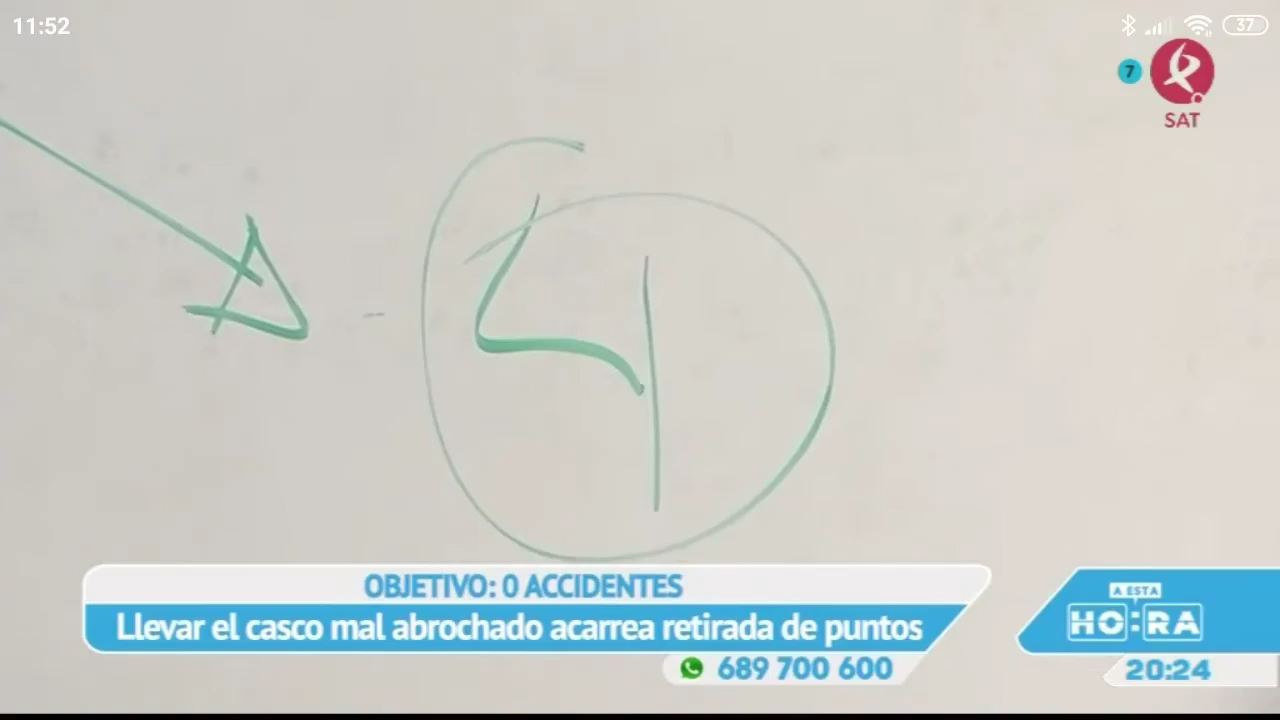 11:52
37
7
SAT
4
OBJETIVO: 0 ACCIDENTES
Llevar el casco mal abrochado acarrea retirada de puntos
A ESTA
HO:RA
689 700 600
20:24